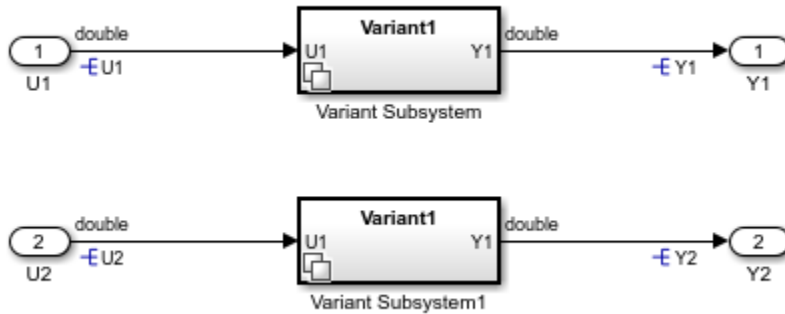 Variant1
double
double
1
U1
Y1
1
U1
Y1
U1
Y1
Variant Subsystem
Variant1
double
double
2
U1
Y1
2
U2
Y2
U2
Y2
Variant Subsystem1